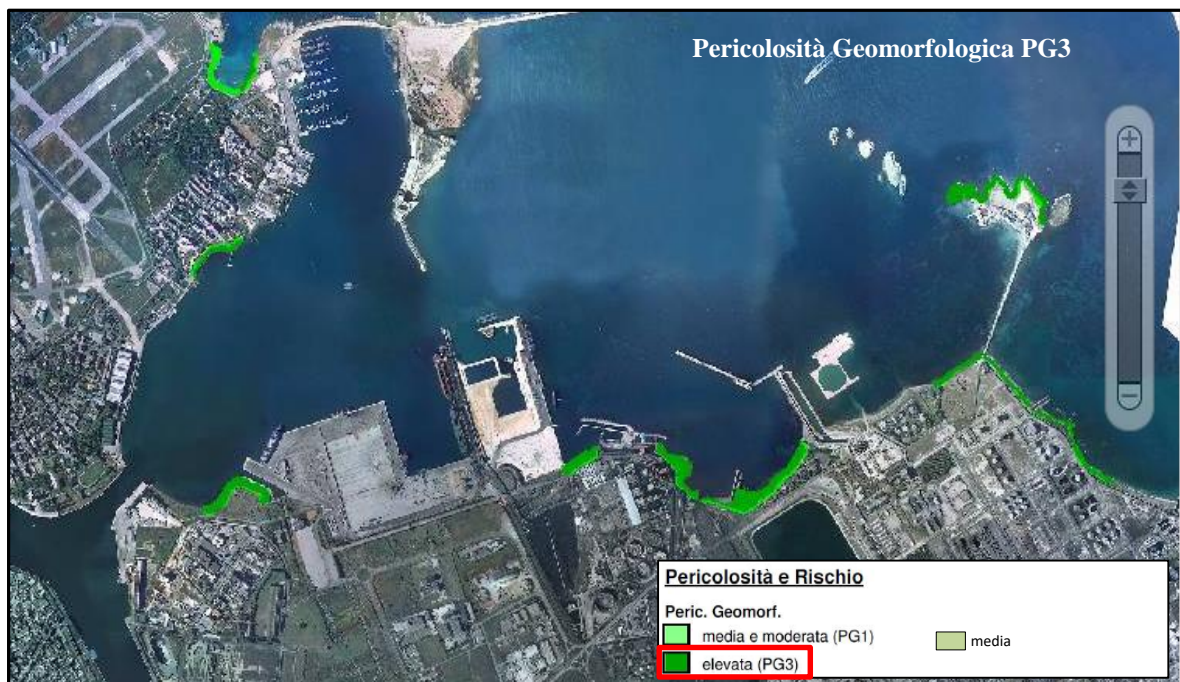 Pericolosità Geomorfologica PG3
Pericolosità e Rischio
Peric. Geomorf.
media e moderata (PG1)
media
elevata (PG3)